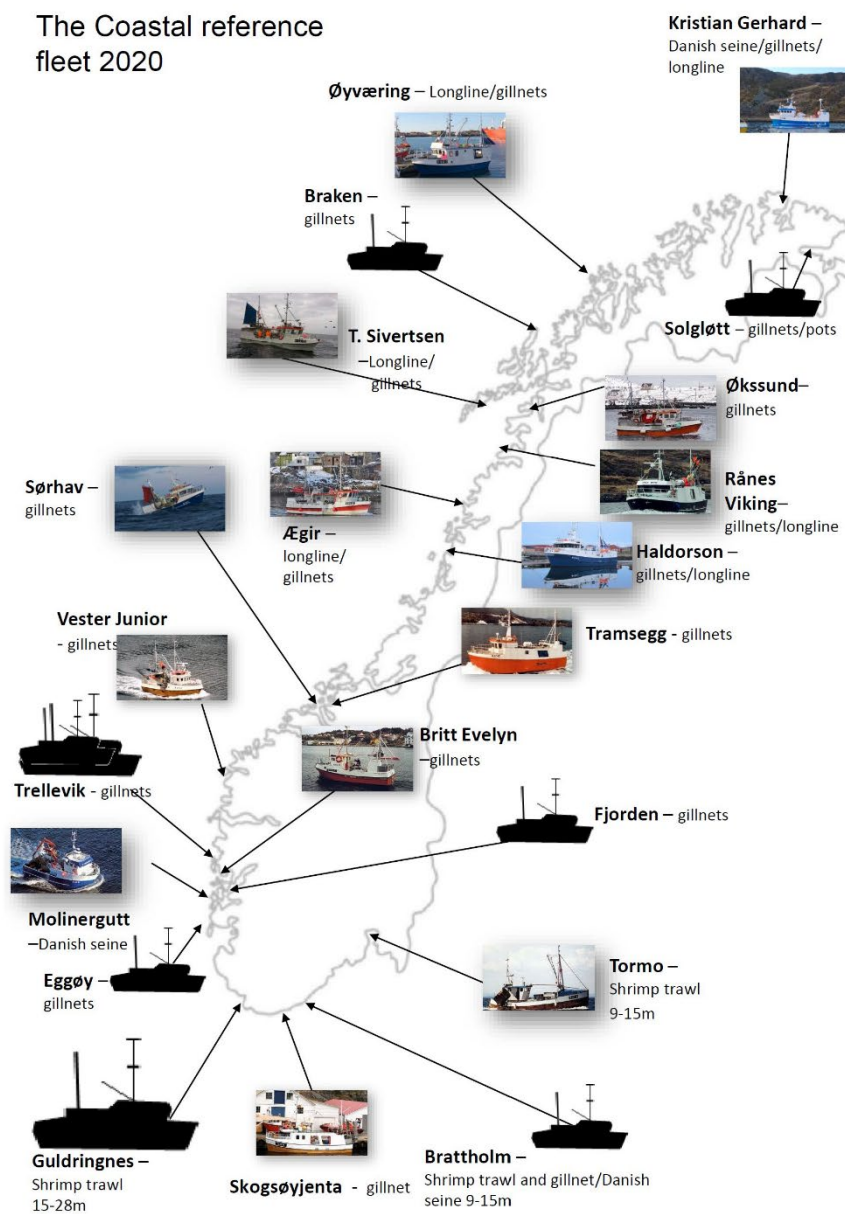 The Coastal reference
fleet 2020
Kristian Gerhard –
Danish seine/gillnets/
longline
Øyværing – Longline/gillnets
Braken –
gillnets
T. Sivertsen
–Longline/
gillnets
Solgløtt – gillnets/pots
Økssund–
gillnets
Sørhav –
gillnets
Ægir –
longline/
gillnets
Rånes
Viking–
gillnets/longline
Haldorson –
gillnets/longline
Vester Junior
- gillnets
Tramsegg - gillnets
Britt Evelyn
–gillnets
Trellevik - gillnets
Fjorden – gillnets
Molinergutt
–Danish seine
Eggøy –
gillnets
Tormo –
Shrimp trawl
9-15m
Guldringnes –
Shrimp trawl
15-28m
Skogsøyjenta - gillnet
Brattholm –
Shrimp trawl and gillnet/Danish
seine 9-15m